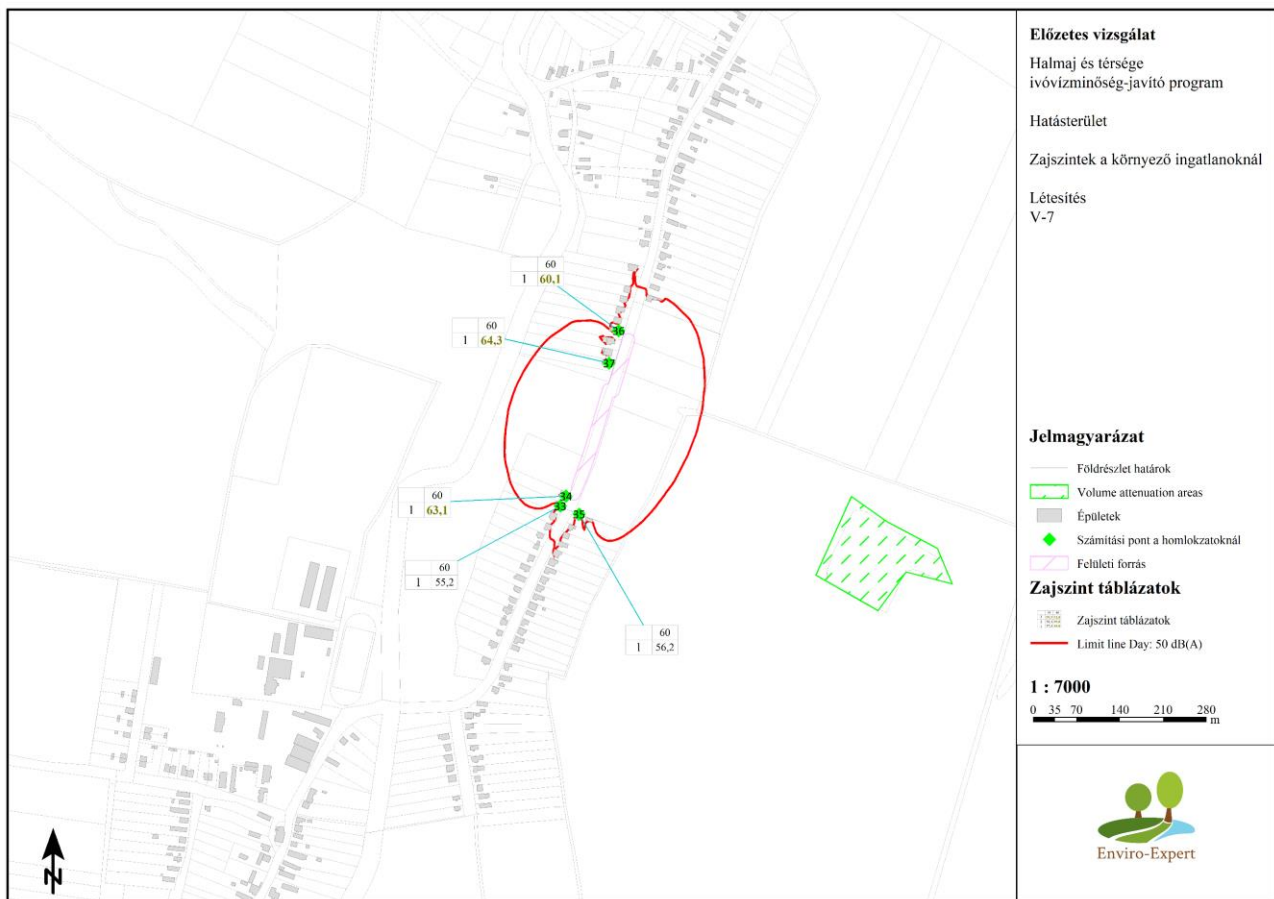 Előzetes vizsgálat
Halmaj és térsége
ivóvízminőség-javító program
Hatásterület
Zajszintek a környező ingatlanoknál
Létesítés
V-7
60
1 60,1
36
60
1 64,3
37
60
1 63,1
34
33
35
60
1 55,2
60
1 56,2
Jelmagyarázat
Földrészlet határok
Volume attenuation areas
Épületek
Számítási pont a homlokzatoknál
Felületi forrás
Zajszint táblázatok
Zajszint táblázatok
Limit line Day: 50 dB(A)
1 : 7000
0 35 70 140 210 280
m
N
Enviro-Expert